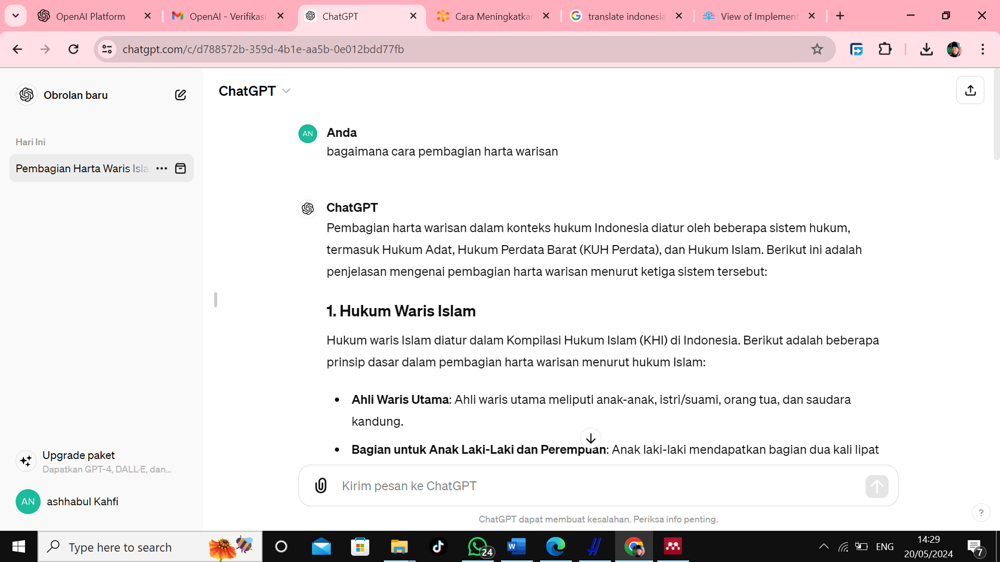 OpenAI Platform
OpenAI - Verifikasi
ChatGPT
Cara Meningkatkan
translate indonesia
View of Implement
chatgpt.com/c/d788572b-359d-4b1e-aa5b-0e012bdd77fb
Obrolan baru
Hari Ini
Pembagian Harta Waris Isla
Upgrade paket
Dapatkan GPT-4, DALL·E, dan...
AN
ashhabul Kahfi
ChatGPT
AN
Anda
bagaimana cara pembagian harta warisan
ChatGPT
Pembagian harta warisan dalam konteks hukum Indonesia diatur oleh beberapa sistem hukum,
termasuk Hukum Adat, Hukum Perdata Barat (KUH Perdata), dan Hukum Islam. Berikut ini adalah
penjelasan mengenai pembagian harta warisan menurut ketiga sistem tersebut:
1. Hukum Waris Islam
Hukum waris Islam diatur dalam Kompilasi Hukum Islam (KHI) di Indonesia. Berikut adalah beberapa
prinsip dasar dalam pembagian harta warisan menurut hukum Islam:
• Ahli Waris Utama: Ahli waris utama meliputi anak-anak, istri/suami, orang tua, dan saudara
kandung.
• Bagian untuk Anak Laki-Laki dan Perempuan: Anak laki-laki mendapatkan bagian dua kali lipat
Kirim pesan ke ChatGPT
ChatGPT dapat membuat kesalahan. Periksa info penting.
?
Type here to search
24
ENG
14:29
20/05/2024
7